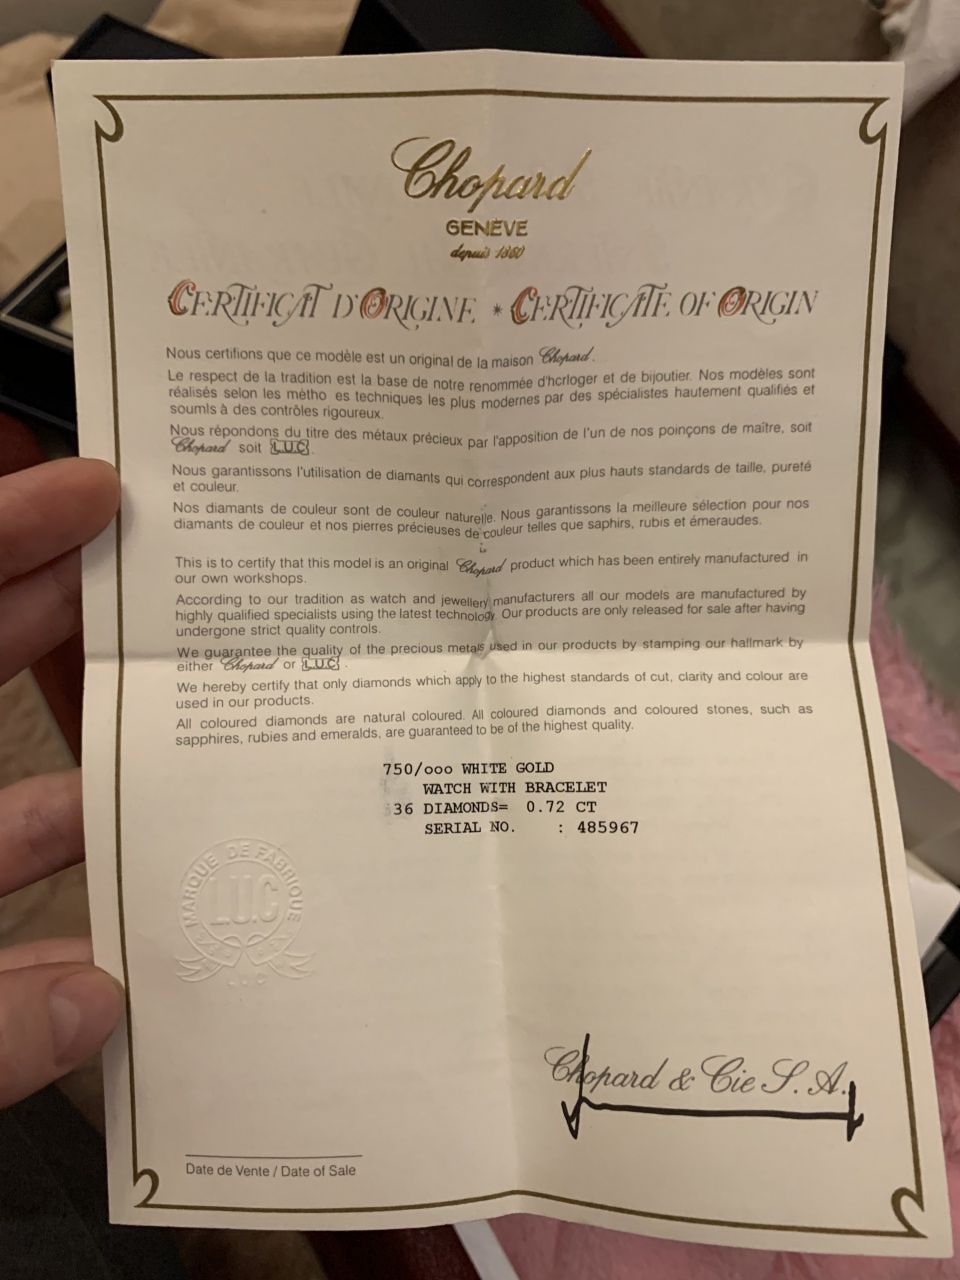 Chopard
GENÈVE
depuis 1860
CERTIFICAT D'ORIGINE * CERTIFICATE OF ORIGIN
Nous certifions que ce modèle est un original de la maison Chopard.
Le respect de la tradition est la base de notre renommée d'hcrloger et de bijoutier. Nos modèles sont
réalisés selon les métho es techniques les plus modernes par des spécialistes hautement qualifiés et
soumls à des contrôles rigoureux.
Nous répondons du titre des métaux précieux par l'apposition de l'un de nos poinçons de maître, soit
Chopard soit L.U.C.
Nous garantissons l'utilisation de diamants qui correspondent aux plus hauts standards de taille, pureté
et couleur.
Nos diamants de couleur sont de couleur naturelle. Nous garantissons la meilleure sélection pour nos
diamants de couleur et nos pierres précieuses de couleur telles que saphirs, rubis et émeraudes.
This is to certify that this model is an original Chopard product which has been entirely manufactured in
our own workshops.
According to our tradition as watch and jewellery manufacturers all our models are manufactured by
highly qualified specialists using the latest technology. Our products are only released for sale after having
undergone strict quality controls.
We guarantee the quality of the precious metals used in our products by stamping our hallmark by
either Chopard or L.U.C.
We hereby certify that only diamonds which apply to the highest standards of cut, clarity and colour are
used in our products.
All coloured diamonds are natural coloured. All coloured diamonds and coloured stones, such as
sapphires, rubies and emeralds, are guaranteed to be of the highest quality.
750/ooo WHITE GOLD
WATCH WITH BRACELET
36 DIAMONDS= 0.72 CT
SERIAL NO. : 485967
MARQUE DE FABRIQUE
L.U.C
Chopard & Cie S. A.
Date de Vente / Date of Sale